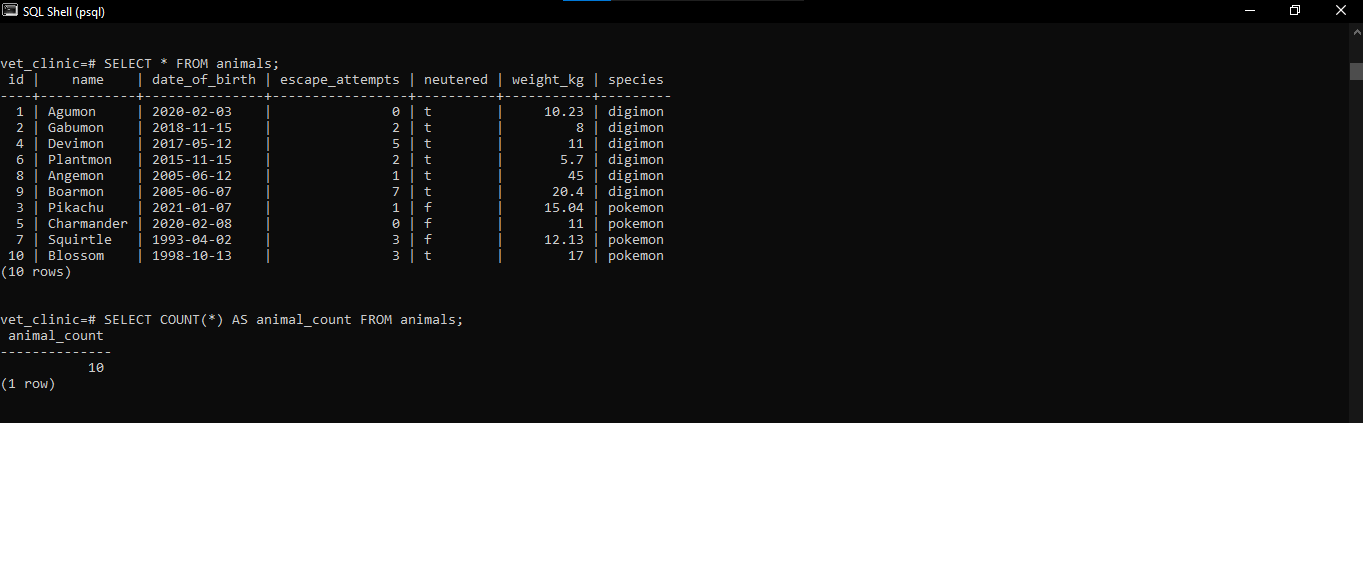 SQL Shell (psql)
vet_clinic=# SELECT * FROM animals;
 id |    name    | date_of_birth | escape_attempts | neutered | weight_kg | species
----+------------+---------------+-----------------+----------+-----------+---------
  1 | Agumon     | 2020-02-03    |               0 | t        |     10.23 | digimon
  2 | Gabumon    | 2018-11-15    |               2 | t        |         8 | digimon
  4 | Devimon    | 2017-05-12    |               5 | t        |        11 | digimon
  6 | Plantmon   | 2015-11-15    |               2 | t        |       5.7 | digimon
  8 | Angemon    | 2005-06-12    |               1 | t        |        45 | digimon
  9 | Boarmon    | 2005-06-07    |               7 | t        |      20.4 | digimon
  3 | Pikachu    | 2021-01-07    |               1 | f        |     15.04 | pokemon
  5 | Charmander | 2020-02-08    |               0 | f        |        11 | pokemon
  7 | Squirtle   | 1993-04-02    |               3 | f        |     12.13 | pokemon
 10 | Blossom    | 1998-10-13    |               3 | t        |        17 | pokemon
(10 rows)
vet_clinic=# SELECT COUNT(*) AS animal_count FROM animals;
 animal_count
--------------
           10
(1 row)